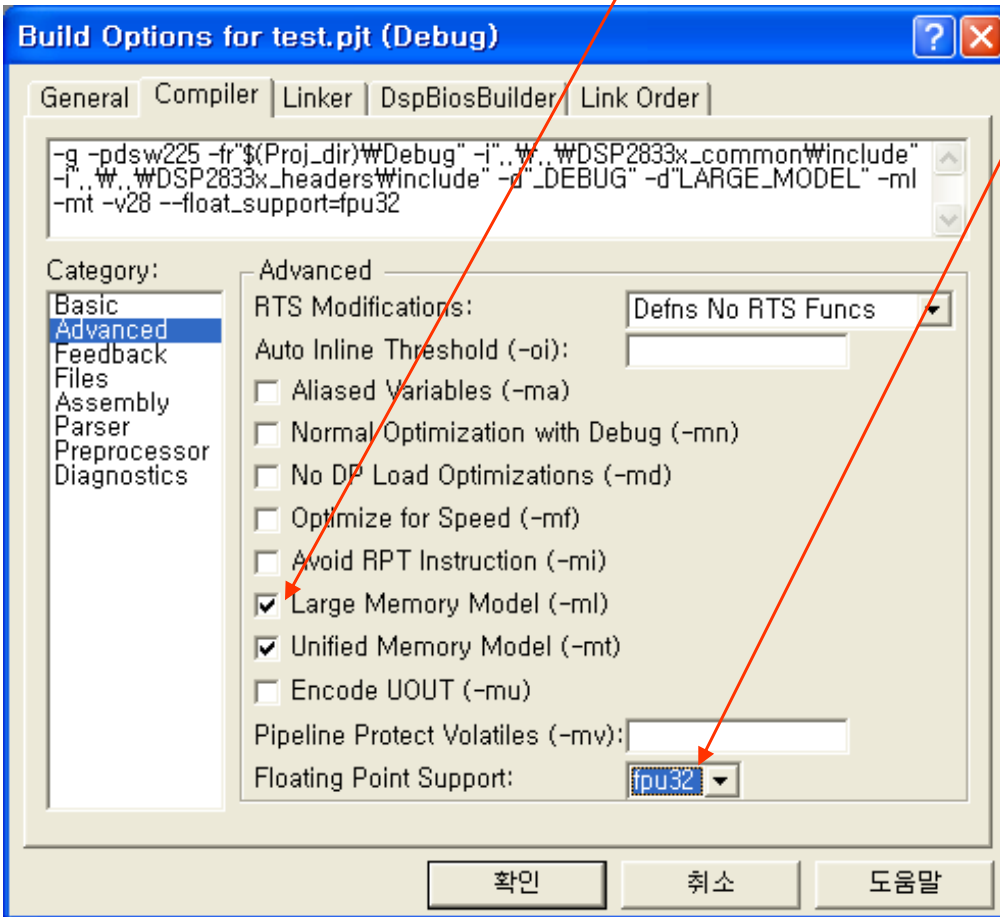 Build Options for test.pjt (Debug)
General Compiler Linker DspBiosBuilder Link Order
-g -pdsw225 -fr"$(Proj_dir)₩Debug" -i"..₩..₩DSP2833x_common₩include"
-i"..₩..₩DSP2833x_headers₩include" -d"_DEBUG" -d"LARGE_MODEL" -ml
-mt -v28 --float_support=fpu32
Category:
Basic
Advanced
Feedback
Files
Assembly
Parser
Preprocessor
Diagnostics
Advanced
RTS Modifications: Defns No RTS Funcs
Auto Inline Threshold (-oi):
Aliased Variables (-ma)
Normal Optimization with Debug (-mn)
No DP Load Optimizations (-md)
Optimize for Speed (-mf)
Avoid RPT Instruction (-mi)
Large Memory Model (-ml)
Unified Memory Model (-mt)
Encode UOUT (-mu)
Pipeline Protect Volatiles (-mv):
Floating Point Support: fpu32
확인 취소 도움말